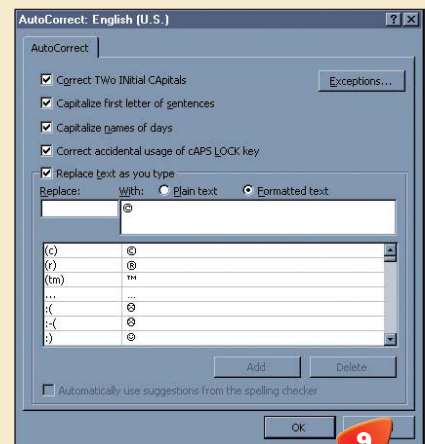 AutoCorrect: English (U.S.)
AutoCorrect
Correct TWo INitial CApitals
Exceptions...
Capitalize first letter of sentences
Capitalize names of days
Correct accidental usage of cAPS LOCK key
Replace text as you type
Replace: With: Plain text Formatted text
©
(c) ©
(r) ®
(tm) ™
... ...
:( ☹
:-( ☹
:) ☺
Add Delete
Automatically use suggestions from the spelling checker
OK
9